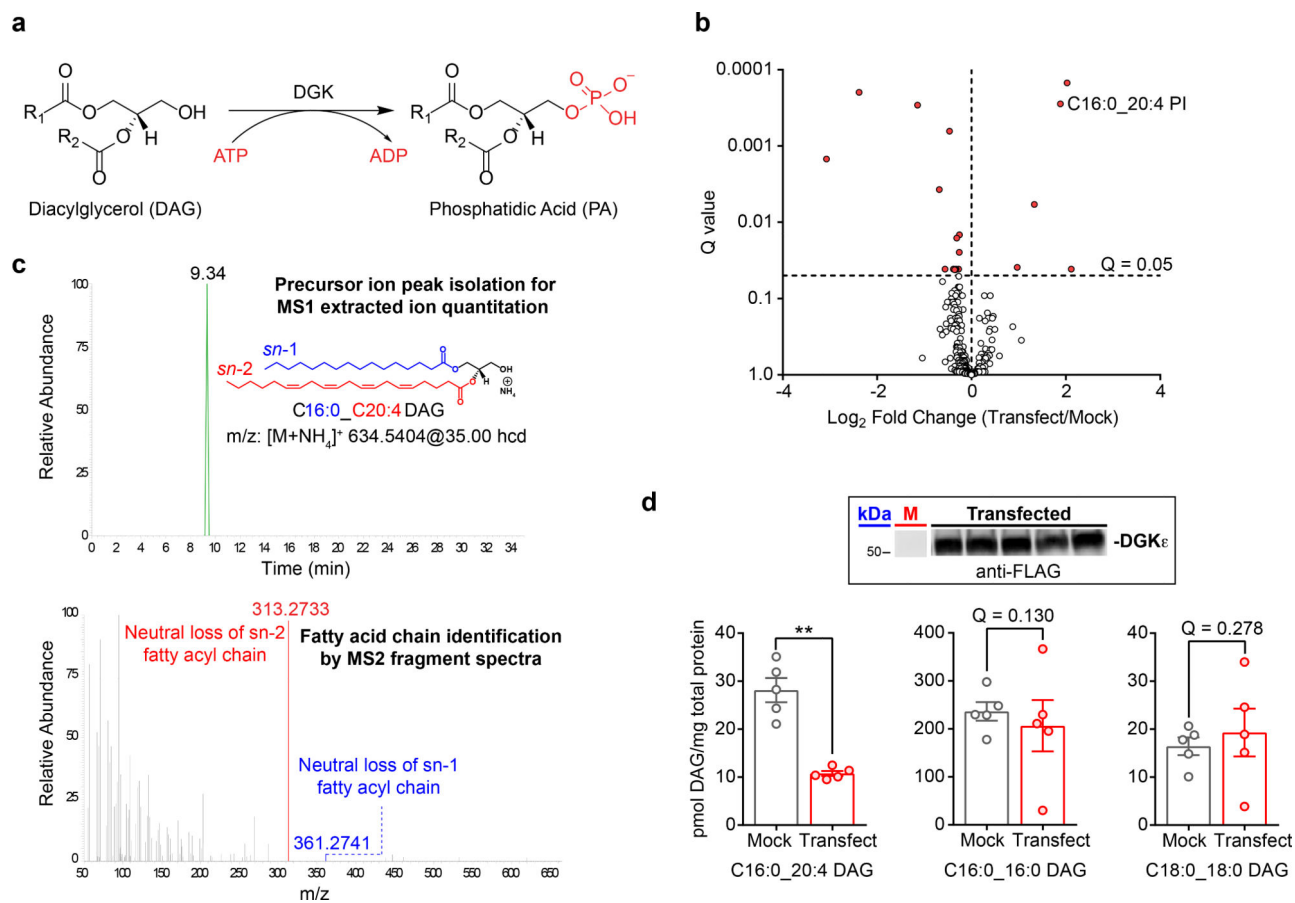 a
O
R1
O
OH
DGK
O
R1
O
O
P
O
O−
OH
R2
O
H
ATP
ADP
R2
O
H
O
O
Diacylglycerol (DAG)
Phosphatidic Acid (PA)
b
0.0001
0.001
0.01
0.1
1.0
Q value
C16:0_20:4 PI
Q = 0.05
-4
-2
0
2
4
Log2 Fold Change (Transfect/Mock)
c
9.34
Precursor ion peak isolation for
MS1 extracted ion quantitation
sn-1
sn-2
O
O
OH
O
H
O
NH4
+
C16:0_C20:4 DAG
m/z: [M+NH4]+ 634.5404@35.00 hcd
100
75
50
25
0
Relative Abundance
0 2 4 6 8 10 12 14 16 18 20 22 24 26 28 30 32 34
Time (min)
313.2733
Neutral loss of sn-2
fatty acyl chain
Fatty acid chain identification
by MS2 fragment spectra
Neutral loss of sn-1
fatty acyl chain
361.2741
100
75
50
25
0
Relative Abundance
50 100 150 200 250 300 350 400 450 500 550 600 650
m/z
d
kDa M Transfected
50–
-DGKε
anti-FLAG
pmol DAG/mg total protein
40
30
20
10
0
**
Mock Transfect
C16:0_20:4 DAG
400
300
200
100
0
Q = 0.130
Mock Transfect
C16:0_16:0 DAG
40
30
20
10
0
Q = 0.278
Mock Transfect
C18:0_18:0 DAG